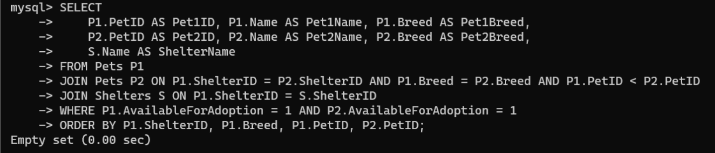 mysql> SELECT
    ->     P1.PetID AS Pet1ID, P1.Name AS Pet1Name, P1.Breed AS Pet1Breed,
    ->     P2.PetID AS Pet2ID, P2.Name AS Pet2Name, P2.Breed AS Pet2Breed,
    ->     S.Name AS ShelterName
    -> FROM Pets P1
    -> JOIN Pets P2 ON P1.ShelterID = P2.ShelterID AND P1.Breed = P2.Breed AND P1.PetID < P2.PetID
    -> JOIN Shelters S ON P1.ShelterID = S.ShelterID
    -> WHERE P1.AvailableForAdoption = 1 AND P2.AvailableForAdoption = 1
    -> ORDER BY P1.ShelterID, P1.Breed, P1.PetID, P2.PetID;
Empty set (0.00 sec)